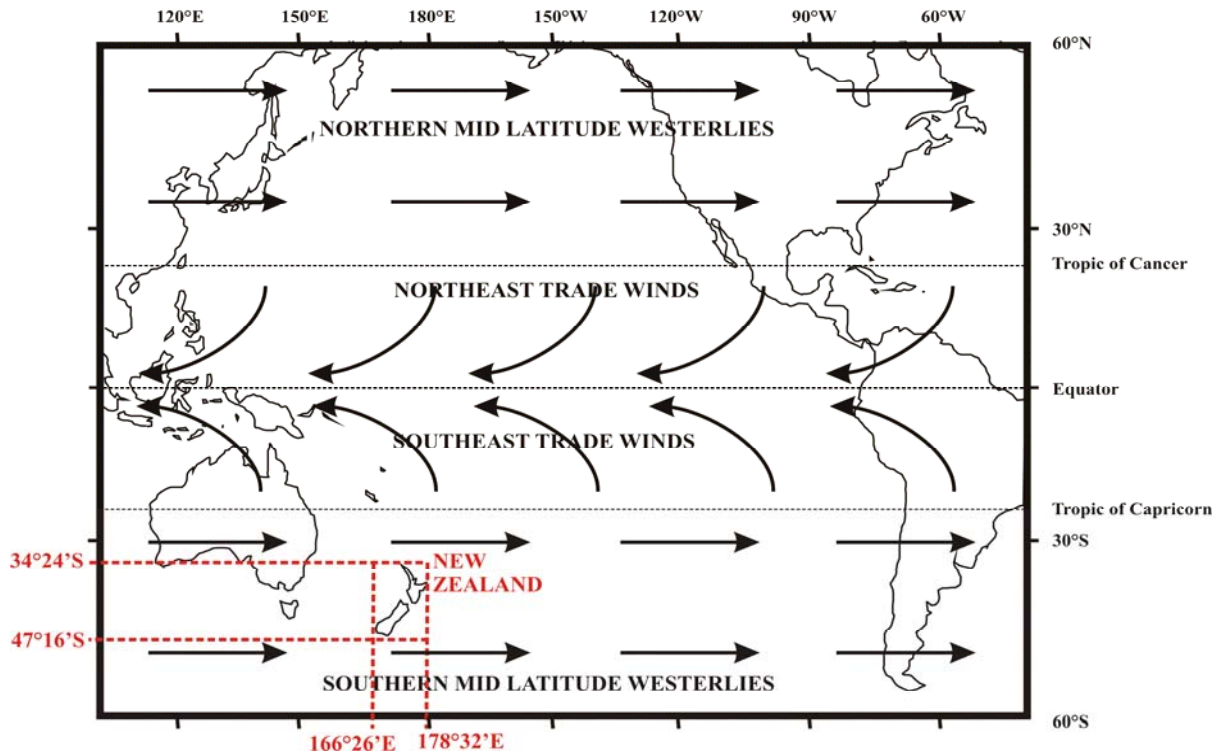 120°E 150°E 180°E -150°W -120°W -90°W -60°W
60°N
NORTHERN MID LATITUDE WESTERLIES
30°N
Tropic of Cancer
NORTHEAST TRADE WINDS
Equator
SOUTHEAST TRADE WINDS
Tropic of Capricorn
30°S
34°24'S
NEW
ZEALAND
47°16'S
SOUTHERN MID LATITUDE WESTERLIES
60°S
166°26'E 178°32'E